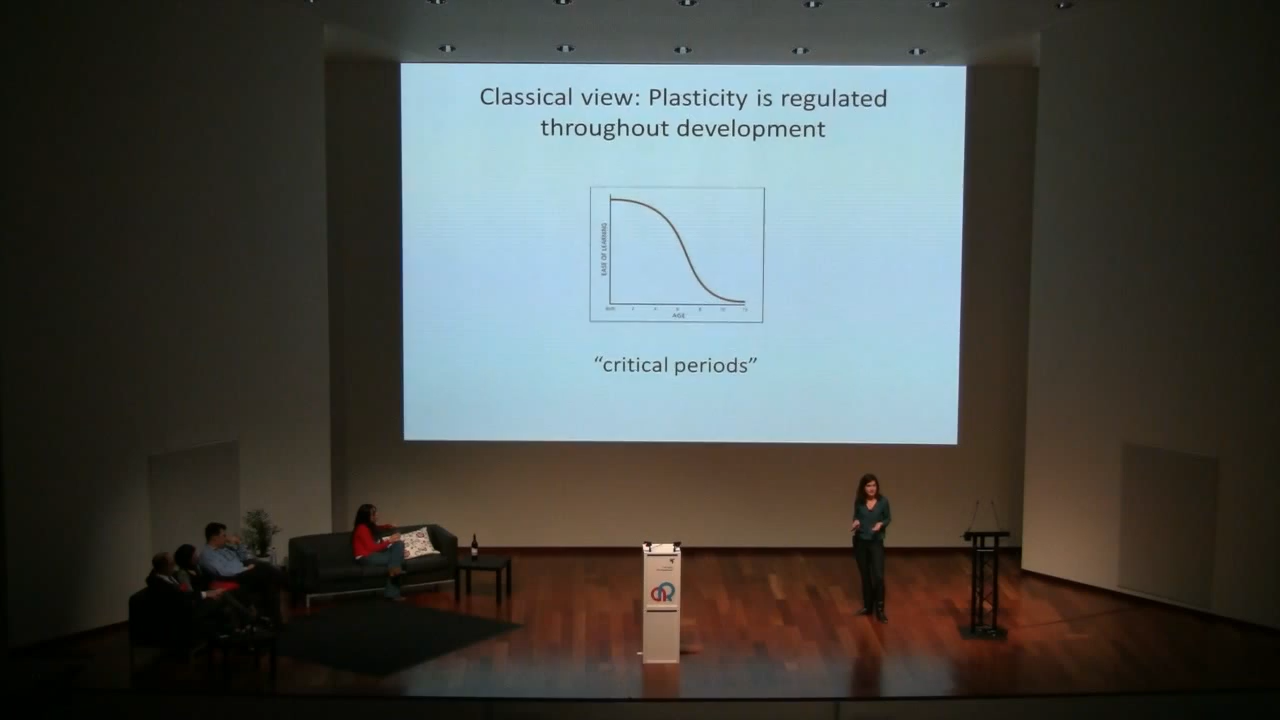 Classical view: Plasticity is regulated
throughout development
EASE OF LEARNING
AGE
“critical periods”